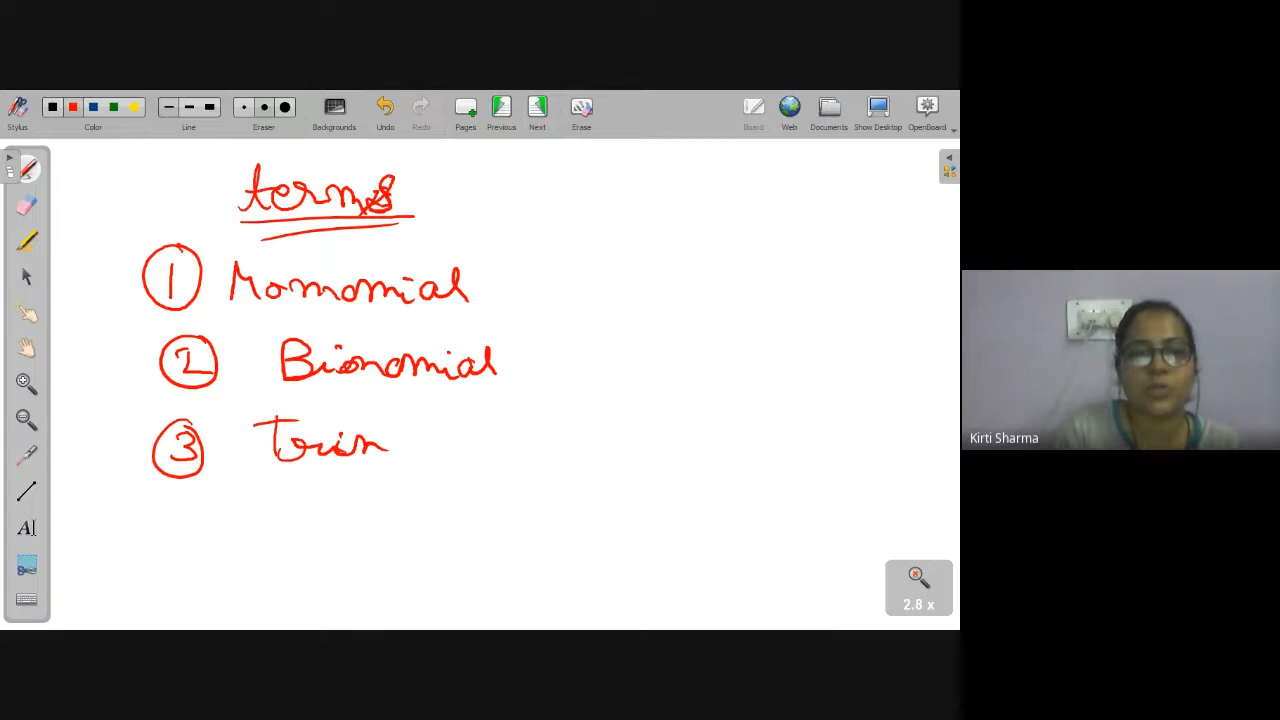 Stylus Color Line Eraser Backgrounds Undo Redo Pages Previous Next Erase Board Web Documents Show Desktop OpenBoard
terms
1 Monomial
2 Bionomial
3 Trin
Kirti Sharma
2.8 x